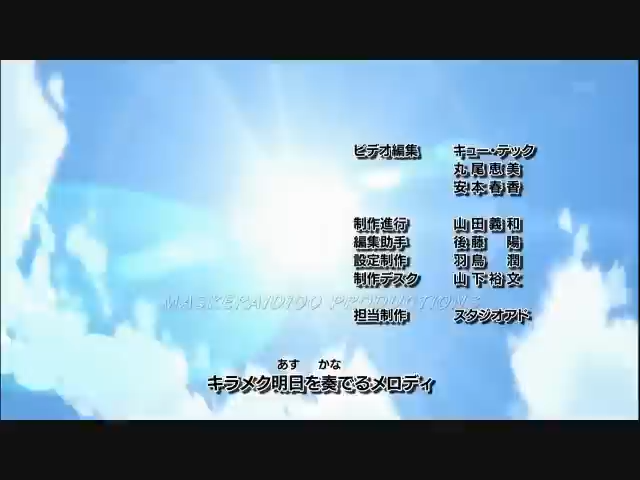 ビデオ編集 キュー・テック
丸尾恵美
安本春香
制作進行 山田義和
編集助手 後藤 陽
設定制作 羽鳥 潤
制作デスク 山下裕文
MASKERAIDIOO PRODUCTIONS
担当制作 スタジオアド
あす かな
キラメク明日を奏でるメロディ